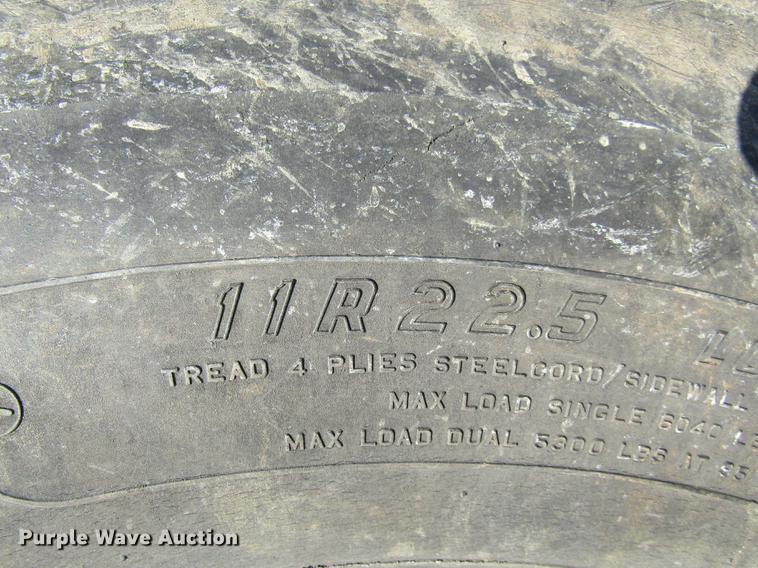 11R22.5
TREAD 4 PLIES STEELCORD/SIDEWALL
MAX LOAD SINGLE 6040
MAX LOAD DUAL 5300 LBS AT 95
Purple Wave Auction